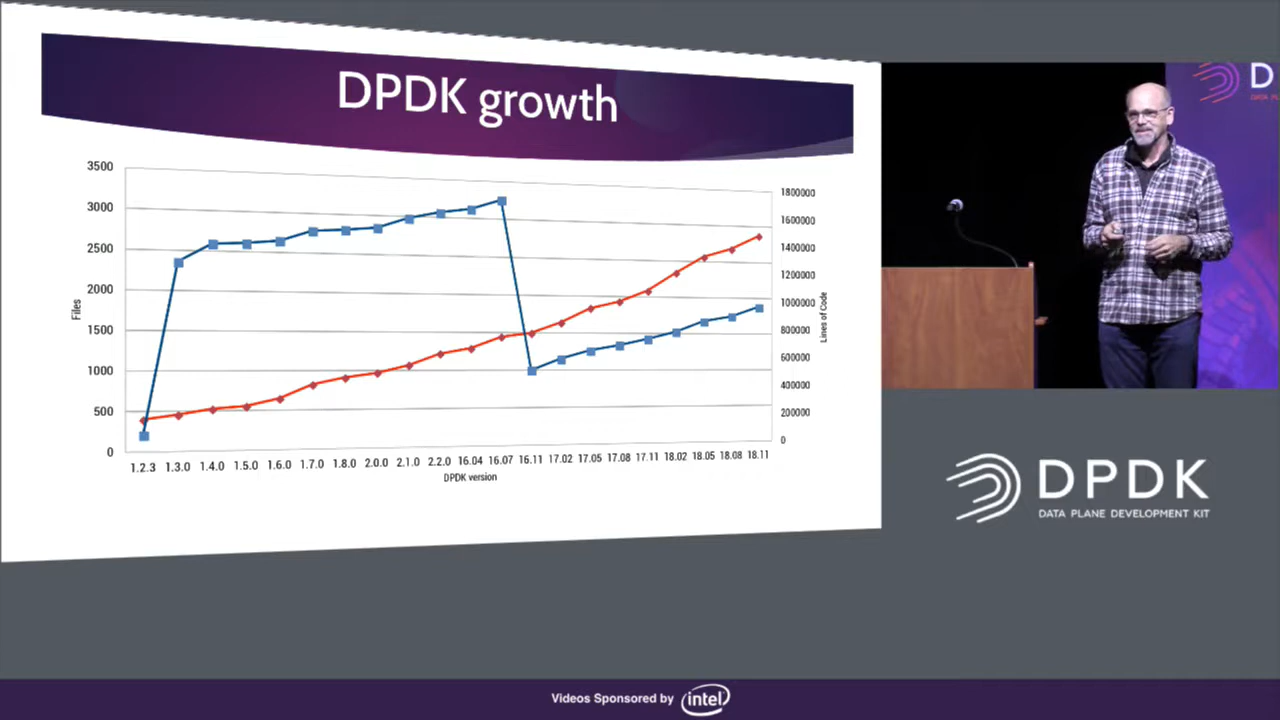 DPDK growth
3500
3000
2500
2000
1500
1000
500
0
Files
1800000
1600000
1400000
1200000
1000000
800000
600000
400000
200000
0
Lines of Code
1.2.3 1.3.0 1.4.0 1.5.0 1.6.0 1.7.0 1.8.0 2.0.0 2.1.0 2.2.0 16.04 16.07 16.11 17.02 17.05 17.08 17.11 18.02 18.05 18.08 18.11
DPDK version
D
DPDK
DATA PLANE DEVELOPMENT KIT
Videos Sponsored by intel